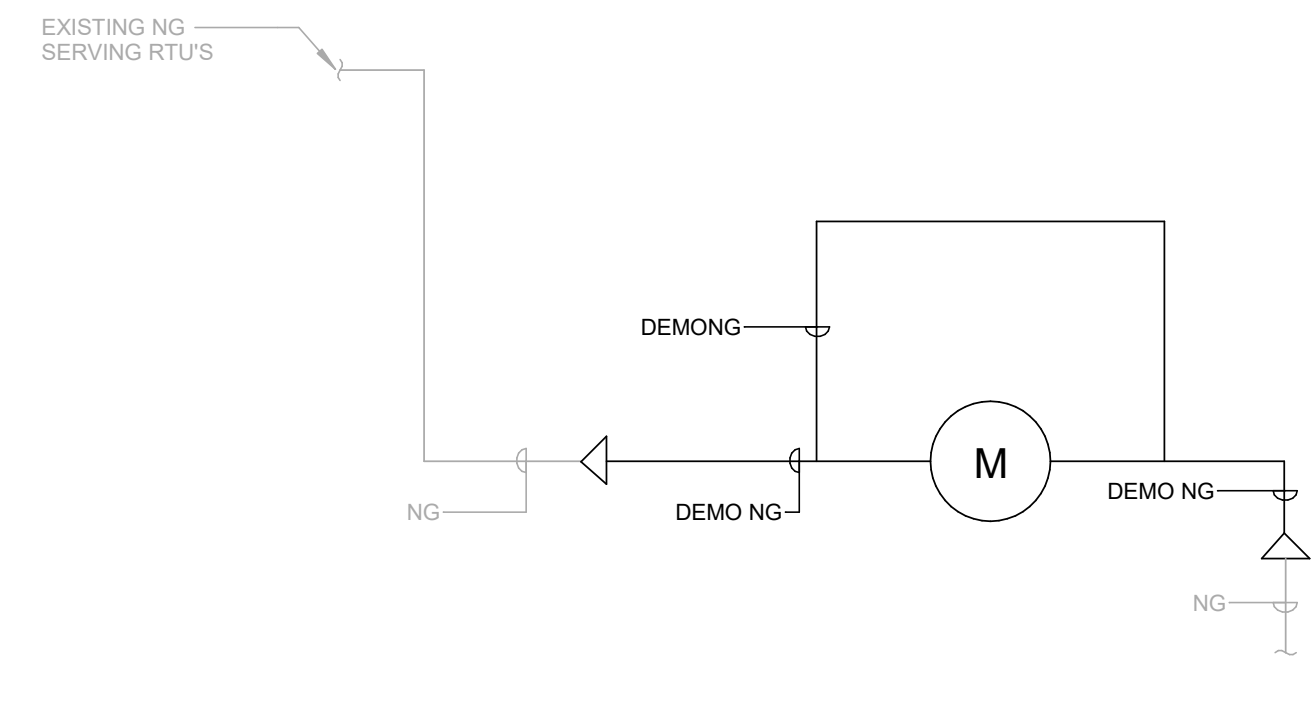 EXISTING NG
SERVING RTU'S
DEMONG
M
DEMO NG
NG
DEMO NG
NG